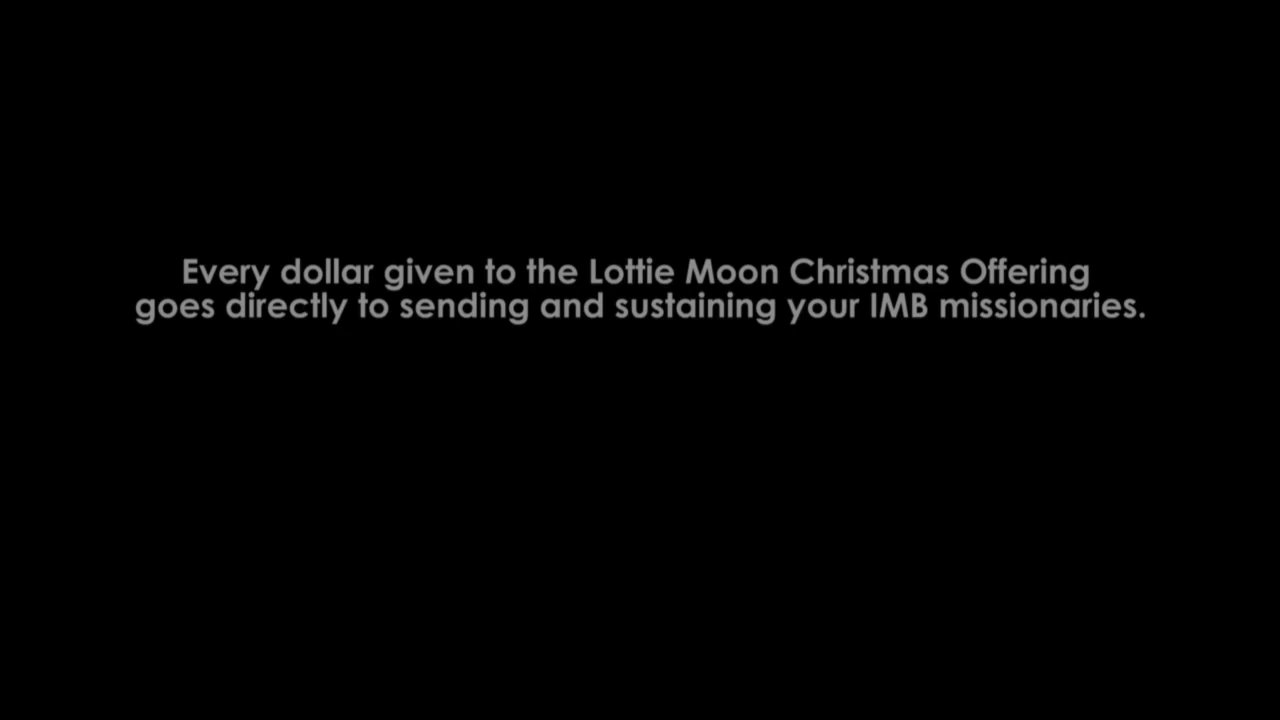 Every dollar given to the Lottie Moon Christmas Offering
goes directly to sending and sustaining your IMB missionaries.